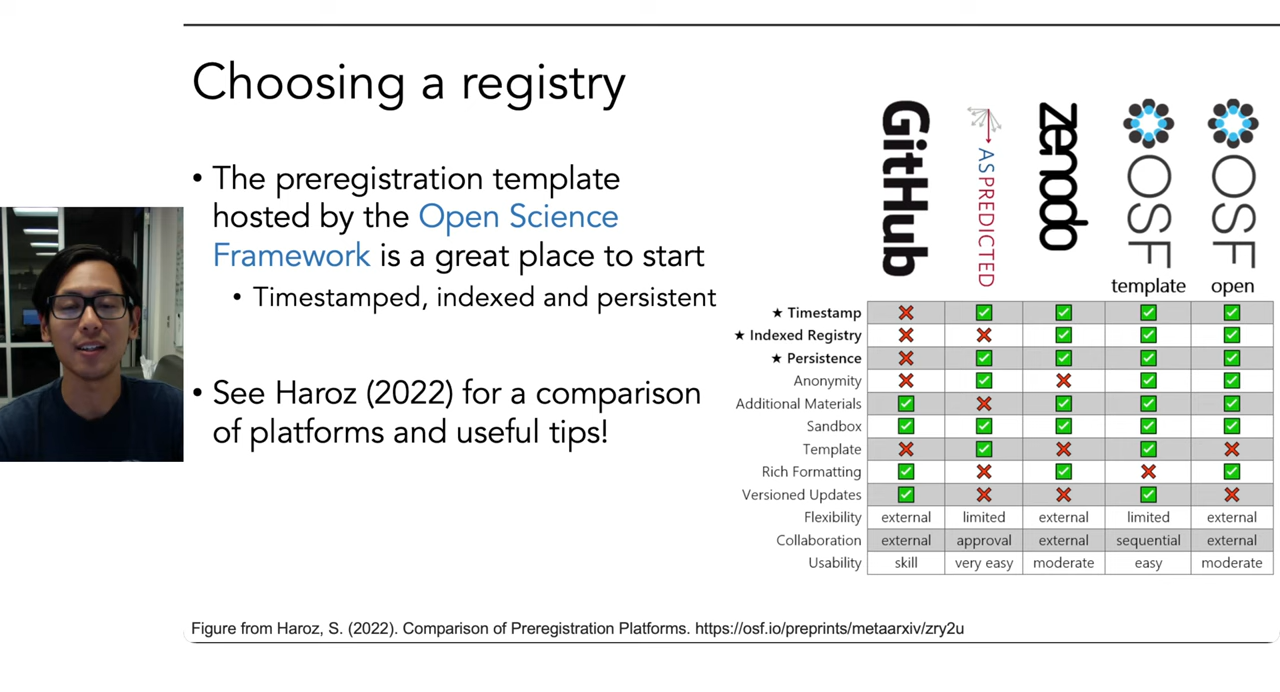 Choosing a registry
• The preregistration template
hosted by the Open Science
Framework is a great place to start
• Timestamped, indexed and persistent
• See Haroz (2022) for a comparison
of platforms and useful tips!
GitHub
ASPREDICTED
zenodo
OSF
template
OSF
open
★ Timestamp
★ Indexed Registry
★ Persistence
Anonymity
Additional Materials
Sandbox
Template
Rich Formatting
Versioned Updates
Flexibility external limited external limited external
Collaboration external approval external sequential external
Usability skill very easy moderate easy moderate
Figure from Haroz, S. (2022). Comparison of Preregistration Platforms. https://osf.io/preprints/metaarxiv/zry2u